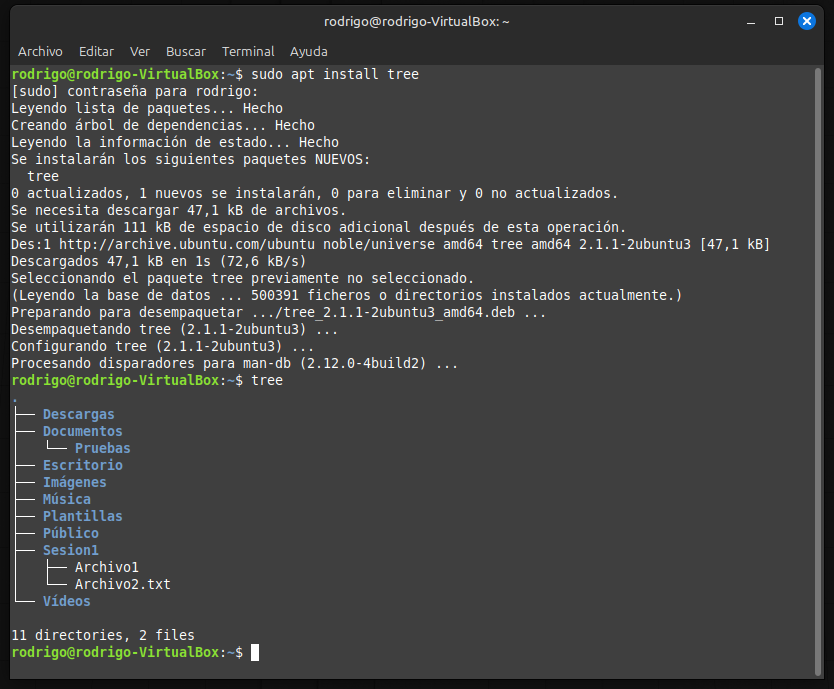 rodrigo@rodrigo-VirtualBox: ~
Archivo Editar Ver Buscar Terminal Ayuda
rodrigo@rodrigo-VirtualBox:~$ sudo apt install tree
[sudo] contraseña para rodrigo:
Leyendo lista de paquetes... Hecho
Creando árbol de dependencias... Hecho
Leyendo la información de estado... Hecho
Se instalarán los siguientes paquetes NUEVOS:
  tree
0 actualizados, 1 nuevos se instalarán, 0 para eliminar y 0 no actualizados.
Se necesita descargar 47,1 kB de archivos.
Se utilizarán 111 kB de espacio de disco adicional después de esta operación.
Des:1 http://archive.ubuntu.com/ubuntu noble/universe amd64 tree amd64 2.1.1-2ubuntu3 [47,1 kB]
Descargados 47,1 kB en 1s (72,6 kB/s)
Seleccionando el paquete tree previamente no seleccionado.
(Leyendo la base de datos ... 500391 ficheros o directorios instalados actualmente.)
Preparando para desempaquetar .../tree_2.1.1-2ubuntu3_amd64.deb ...
Desempaquetando tree (2.1.1-2ubuntu3) ...
Configurando tree (2.1.1-2ubuntu3) ...
Procesando disparadores para man-db (2.12.0-4build2) ...
rodrigo@rodrigo-VirtualBox:~$ tree
.
├── Descargas
├── Documentos
│   └── Pruebas
├── Escritorio
├── Imágenes
├── Música
├── Plantillas
├── Público
├── Sesion1
│   ├── Archivo1
│   └── Archivo2.txt
└── Vídeos

11 directories, 2 files
rodrigo@rodrigo-VirtualBox:~$